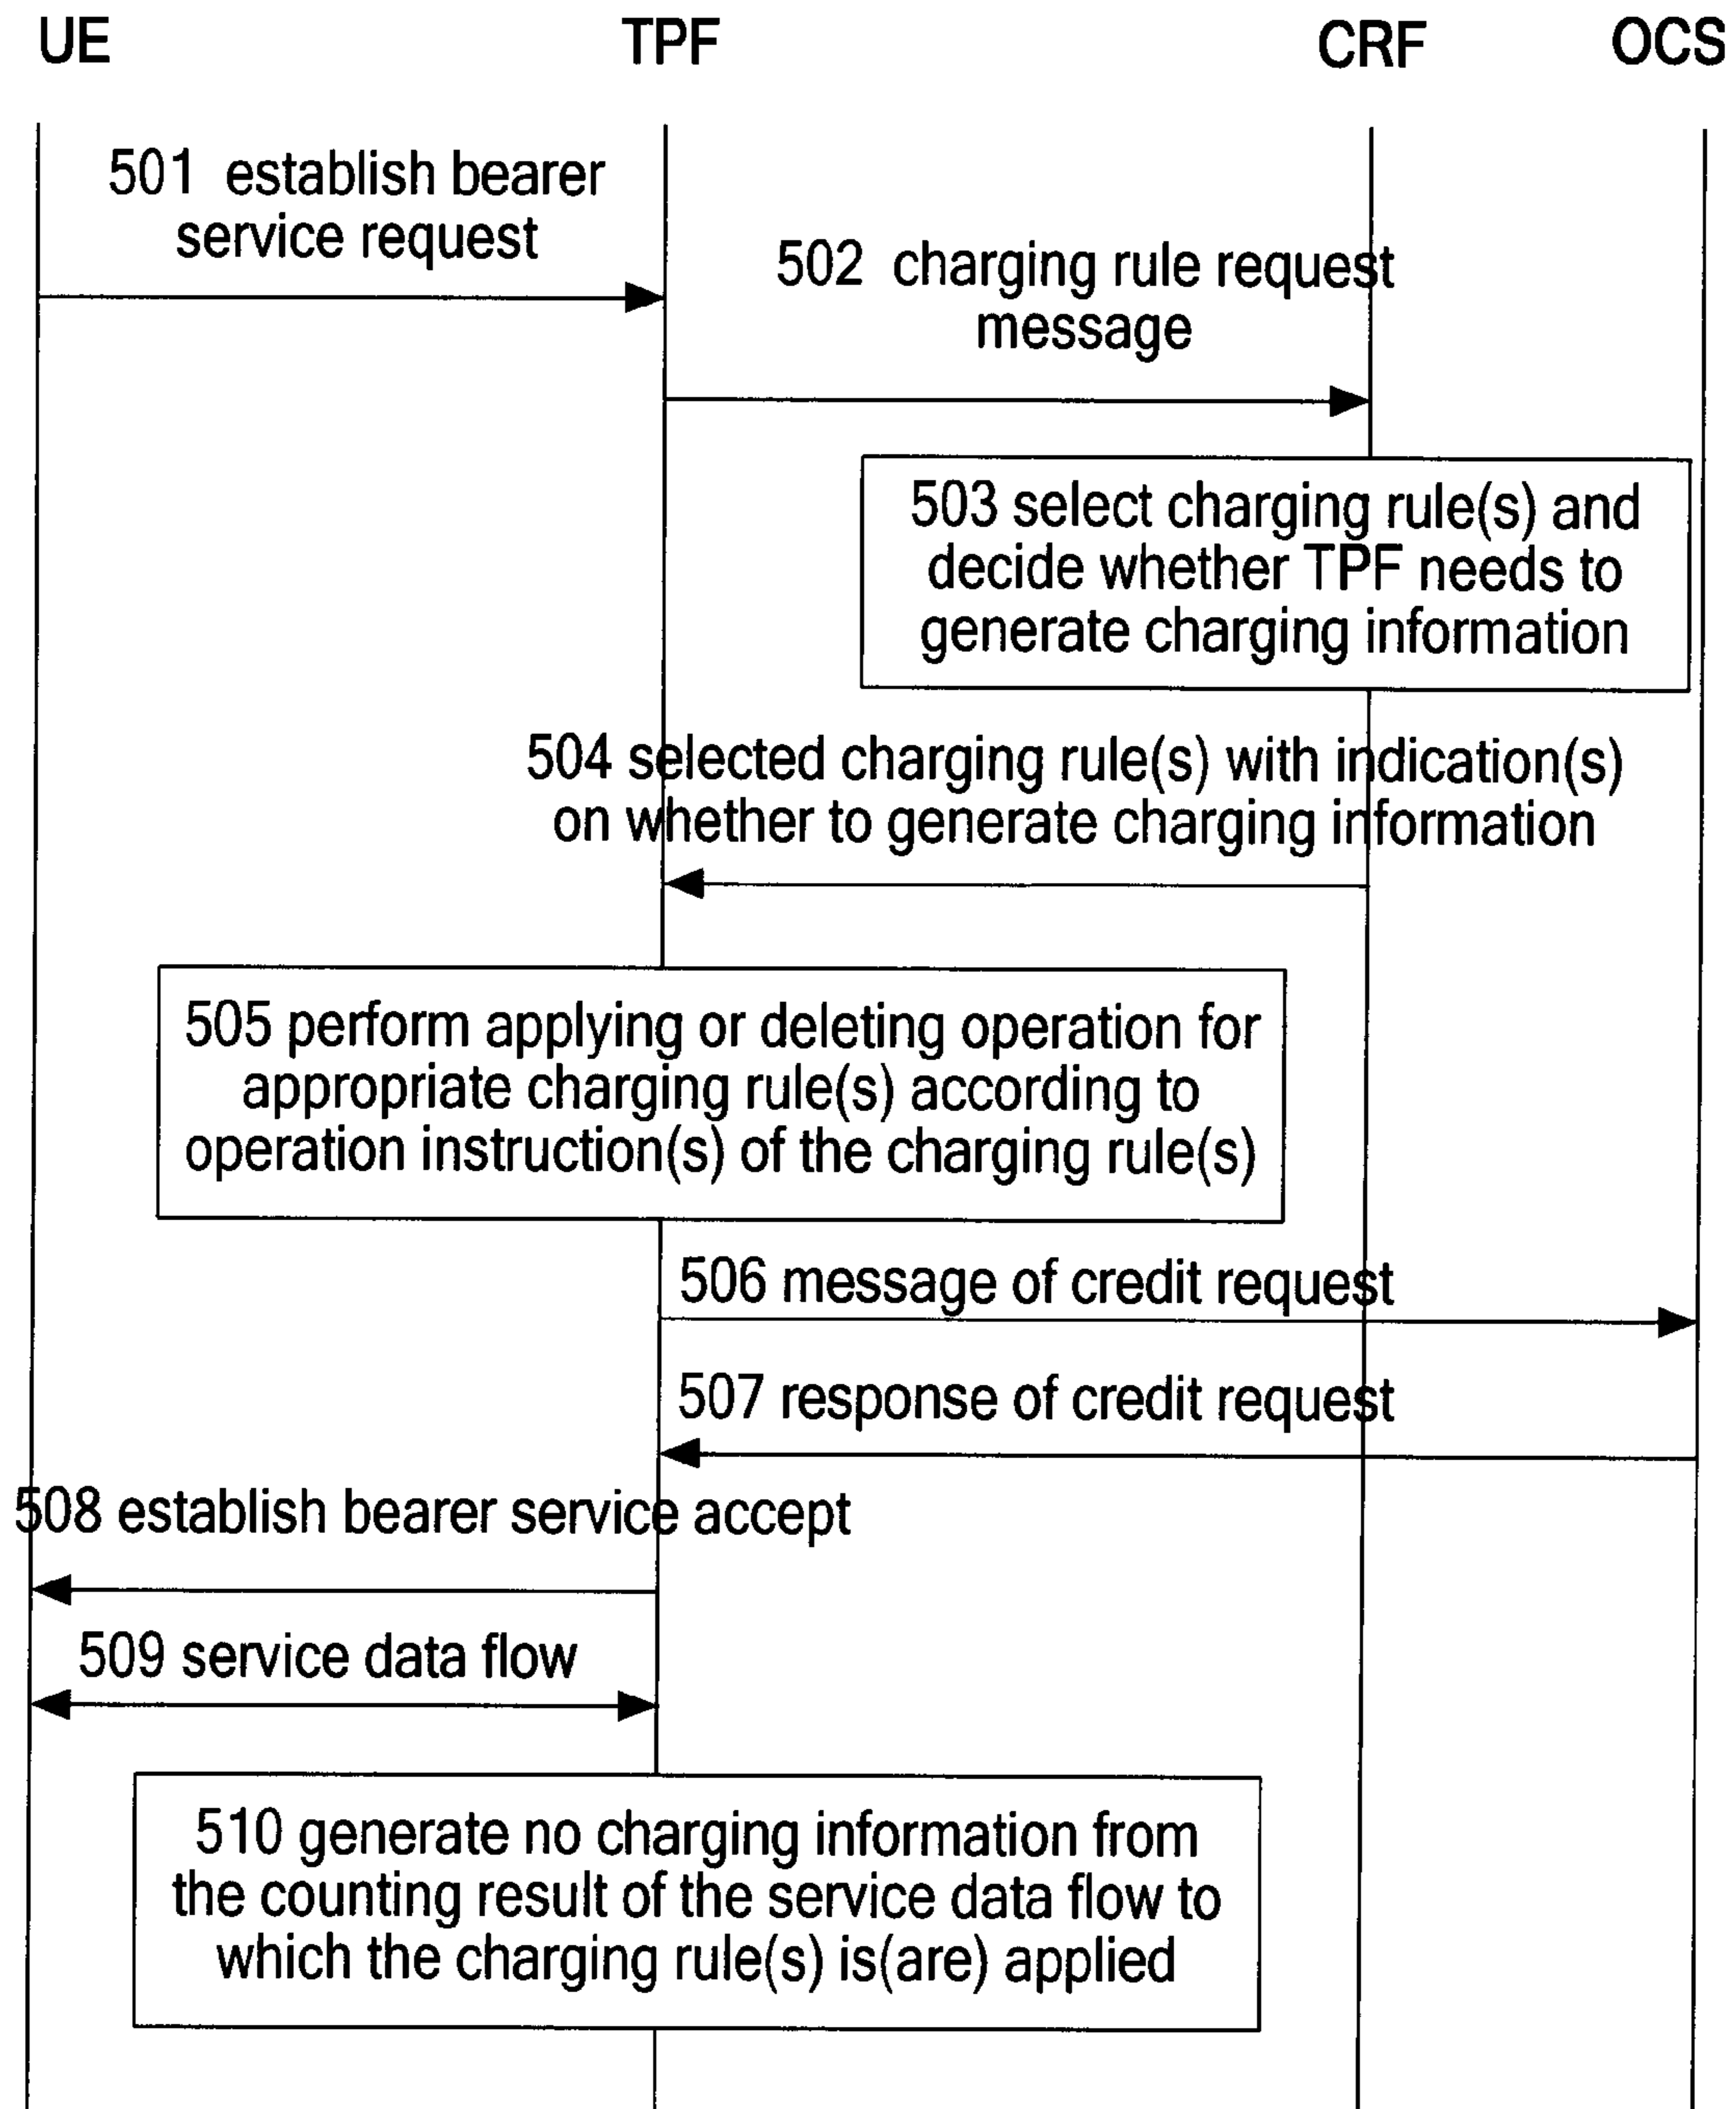 UE TPF CRF OCS
501 establish bearer
service request
502 charging rule request
message
503 select charging rule(s) and
decide whether TPF needs to
generate charging information
504 selected charging rule(s) with indication(s)
on whether to generate charging information
505 perform applying or deleting operation for
appropriate charging rule(s) according to
operation instruction(s) of the charging rule(s)
506 message of credit request
507 response of credit request
508 establish bearer service accept
509 service data flow
510 generate no charging information from
the counting result of the service data flow to
which the charging rule(s) is(are) applied